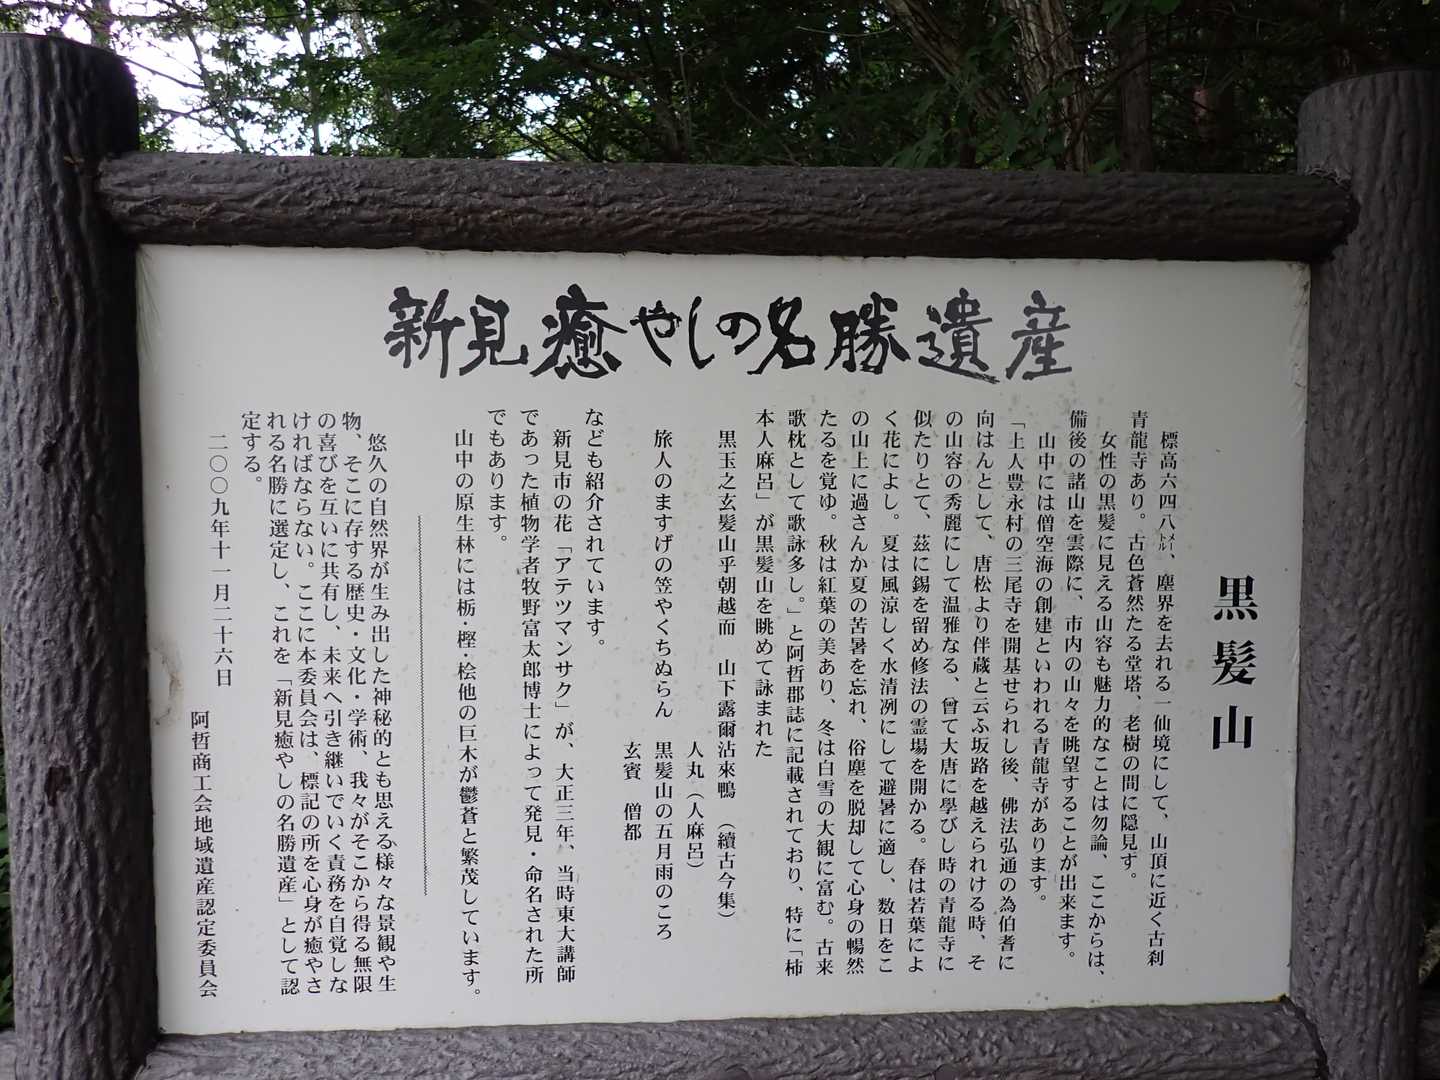 新見癒やしの名勝遺産
黒髪山
標高六四八㍍、塵界を去れる一仙境にして、山頂に近く古刹
青龍寺あり。古色蒼然たる堂塔、老樹の間に隠見す。
女性の黒髪に見える山容も魅力的なことは勿論、ここからは、
備後の諸山を雲際に、市内の山々を眺望することが出来ます。
山中には僧空海の創建といわれる青龍寺があります。
「上人豊永村の三尾寺を開基せられし後、佛法弘通の為伯耆に
向はんとして、唐松より伴蔵と云ふ坂路を越えられける時、そ
の山容の秀麗にして温雅なる、曾て大唐に學びし時の青龍寺に
似たりとて、茲に錫を留め修法の霊場を開かる。春は若葉によ
く花によし。夏は風涼しく水清冽にして避暑に適し、数日をこ
の山上に過さんか夏の苦暑を忘れ、俗塵を脱却して心身の暢然
たるを覚ゆ。秋は紅葉の美あり、冬は白雪の大観に富む。古来
歌枕として歌詠多し。」と阿哲郡誌に記載されており、特に「柿
本人麻呂」が黒髪山を眺めて詠まれた
黒玉之玄髪山乎朝越而　山下露爾沾來鴨　（續古今集）
人丸（人麻呂）
旅人のますげの笠やくちぬらん　黒髪山の五月雨のころ
玄賓　僧都
なども紹介されています。
新見市の花「アテツマンサク」が、大正三年、当時東大講師
であった植物学者牧野富太郎博士によって発見・命名された所
でもあります。
山中の原生林には栃・樫・桧他の巨木が鬱蒼と繁茂しています。
悠久の自然界が生み出した神秘的とも思える様々な景観や生
物、そこに存する歴史・文化・学術、我々がそこから得る無限
の喜びを互いに共有し、未来へ引き継いでいく責務を自覚しな
ければならない。ここに本委員会は、標記の所を心身が癒やさ
れる名勝に選定し、これを「新見癒やしの名勝遺産」として認
定する。
二〇〇九年十一月二十六日
阿哲商工会地域遺産認定委員会